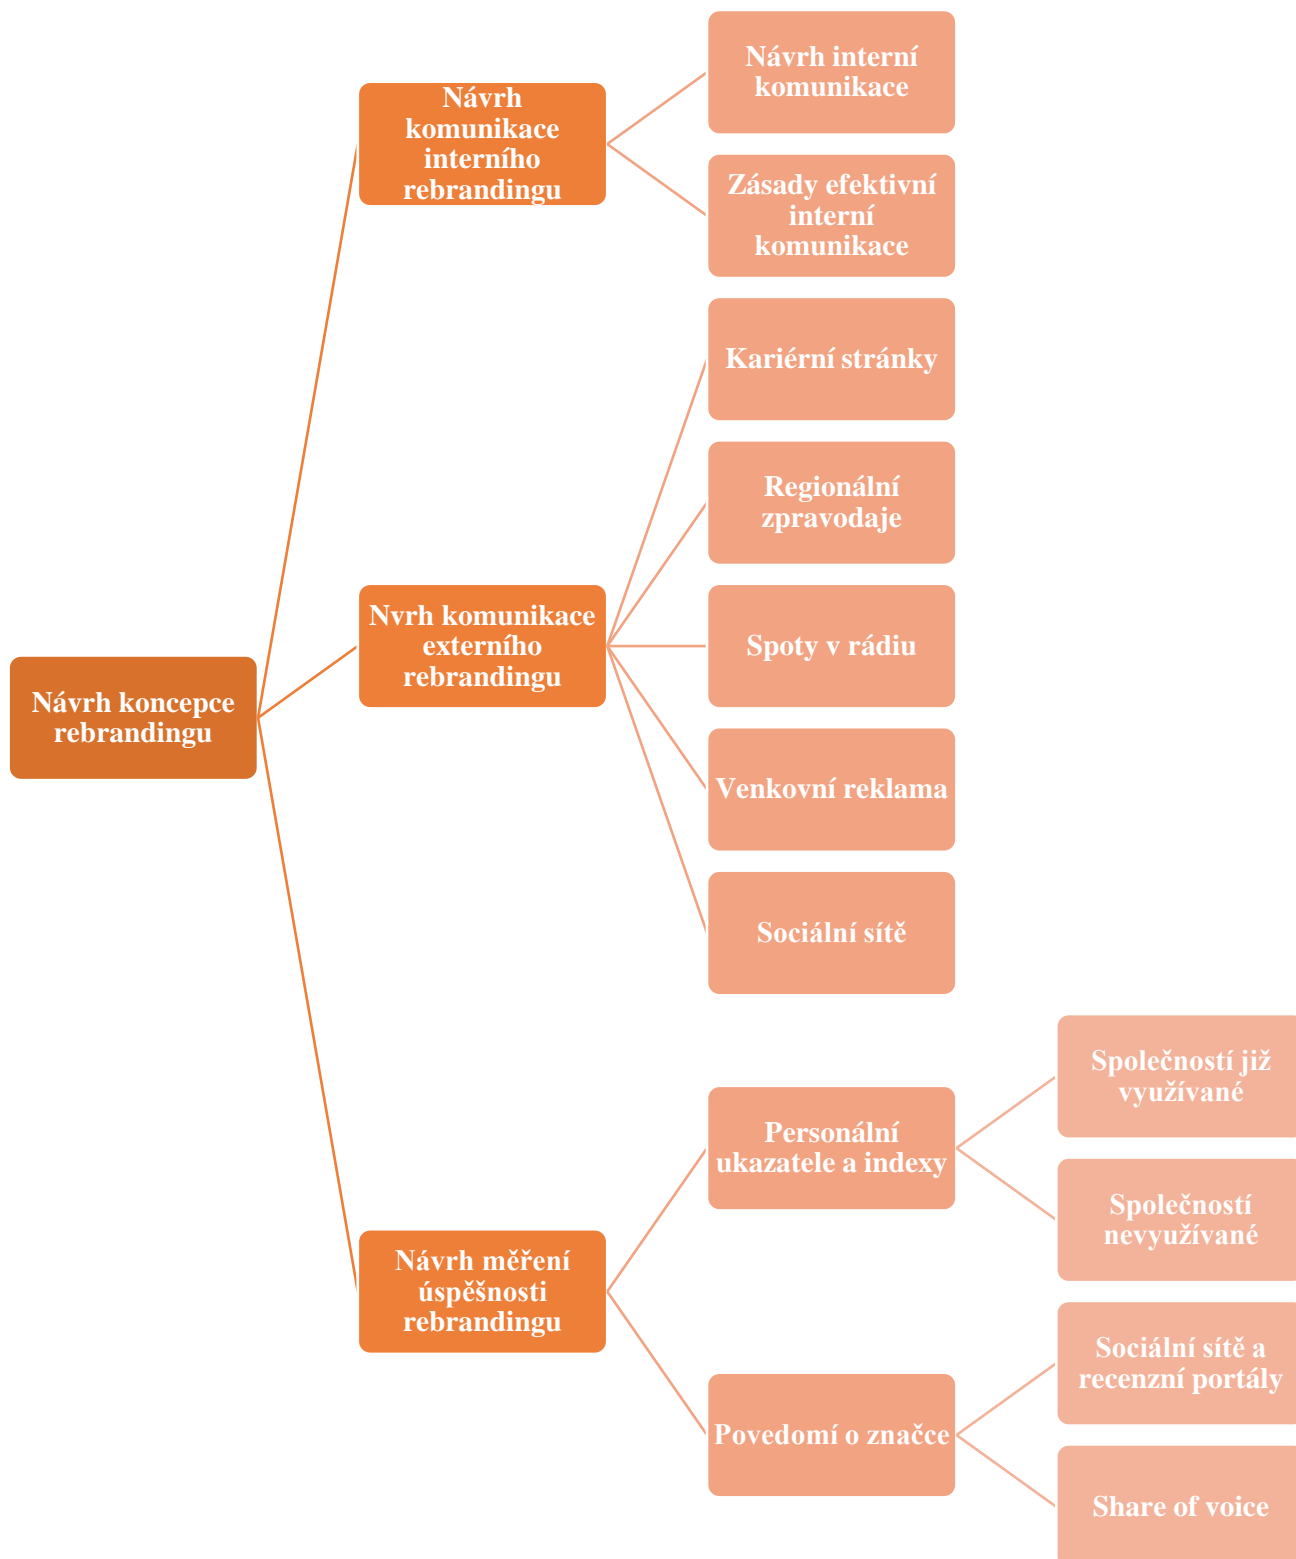 Návrh koncepce
rebrandingu
Návrh
komunikace
interního
rebrandingu
Návrh interní
komunikace
Zásady efektivní
interní
komunikace
Nvrh komunikace
externího
rebrandingu
Kariérní stránky
Regionální
zpravodaje
Spoty v rádiu
Venkovní reklama
Sociální sítě
Návrh měření
úspěšnosti
rebrandingu
Personální
ukazatele a indexy
Společností již
využívané
Společností
nevyužívané
Povedomí o značce
Sociální sítě a
recenzní portály
Share of voice